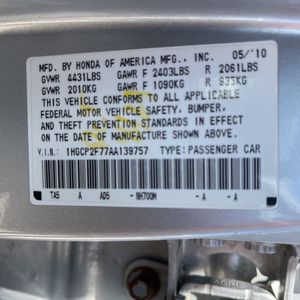 MFD. BY HONDA OF AMERICA MFG., INC. 05/'10
GVWR 4431LBS GAWR F 2403LBS R 2061LBS
GVWR 2010KG GAWR F 1090KG R 935KG
THIS VEHICLE CONFORMS TO ALL APPLICABLE
FEDERAL MOTOR VEHICLE SAFETY, BUMPER,
AND THEFT PREVENTION STANDARDS IN EFFECT
ON THE DATE OF MANUFACTURE SHOWN ABOVE.
V.I.N.: 1HGCP2F77AA139757 TYPE: PASSENGER CAR
TA5 A AD5 - NH700M - A - A